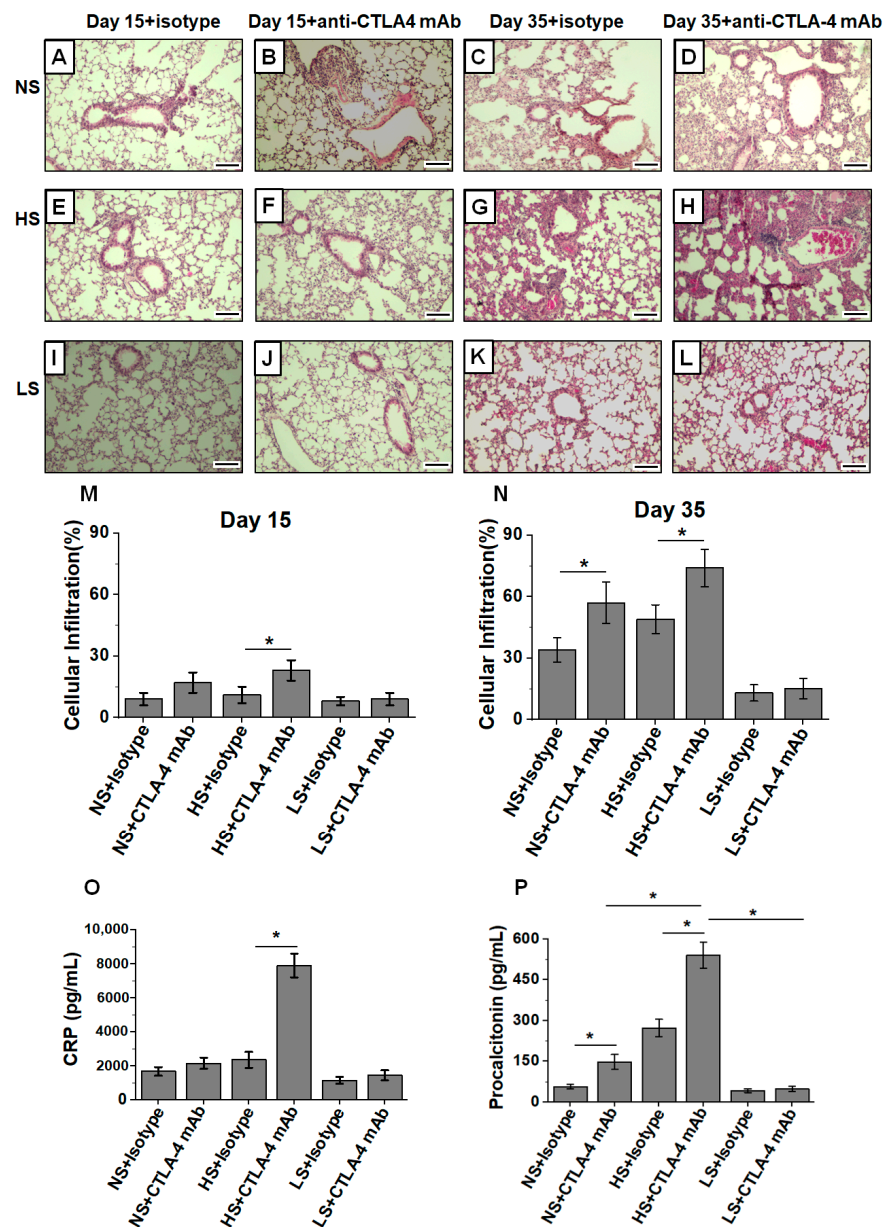 Day 15+isotype Day 15+anti-CTLA4 mAb Day 35+isotype Day 35+anti-CTLA-4 mAb
NS
A B C D
HS
E F G H
LS
I J K L
M
Day 15
Cellular Infiltration(%)
90
60
30
0
NS+Isotype
NS+CTLA-4 mAb
HS+Isotype
HS+CTLA-4 mAb
LS+Isotype
LS+CTLA-4 mAb
*
N
Day 35
Cellular Infiltration(%)
90
60
30
0
NS+Isotype
NS+CTLA-4 mAb
HS+Isotype
HS+CTLA-4 mAb
LS+Isotype
LS+CTLA-4 mAb
*
*
O
CRP (pg/mL)
10,000
8000
6000
4000
2000
0
NS+Isotype
NS+CTLA-4 mAb
HS+Isotype
HS+CTLA-4 mAb
LS+Isotype
LS+CTLA-4 mAb
*
P
Procalcitonin (pg/mL)
600
450
300
150
0
NS+Isotype
NS+CTLA-4 mAb
HS+Isotype
HS+CTLA-4 mAb
LS+Isotype
LS+CTLA-4 mAb
*
*
*
*